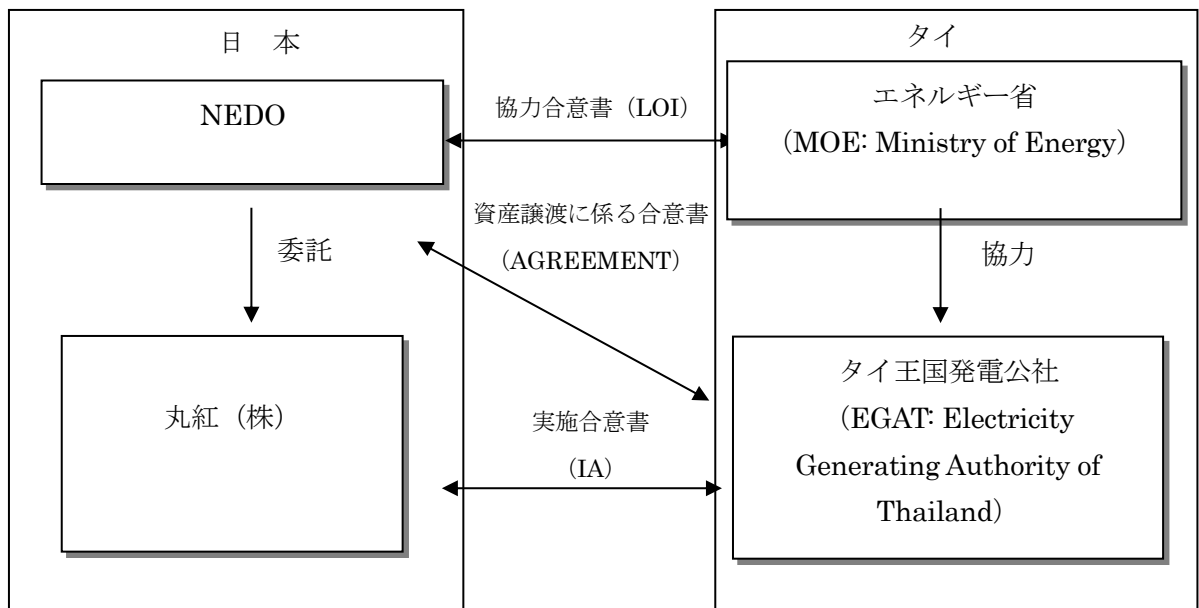 日　本
タイ
NEDO
協力合意書（LOI）
エネルギー省
（MOE: Ministry of Energy）
委託
資産譲渡に係る合意書
（AGREEMENT）
協力
丸紅（株）
実施合意書
（IA）
タイ王国発電公社
（EGAT: Electricity
Generating Authority of
Thailand）